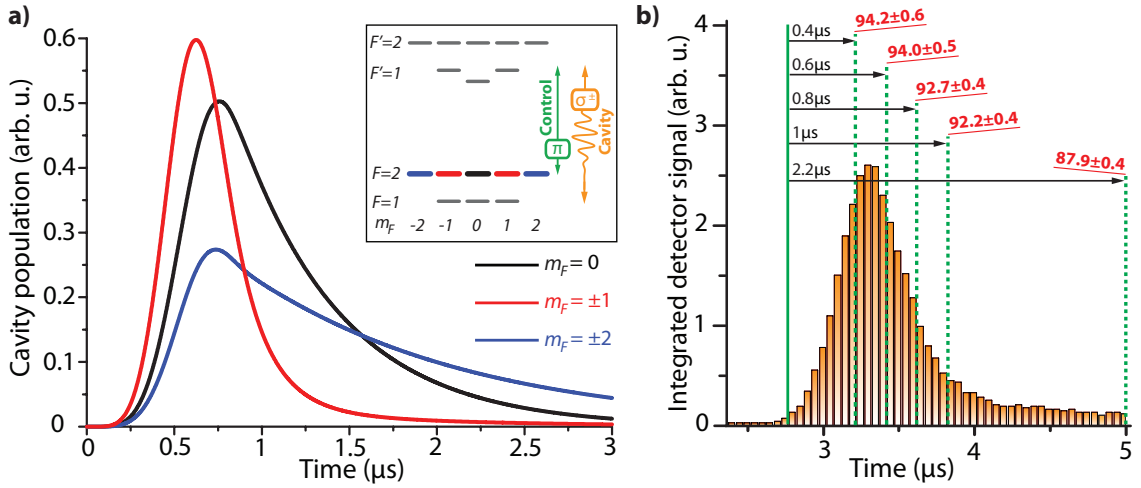 a)
Cavity population (arb. u.)
0.6
0.5
0.4
0.3
0.2
0.1
0
0
0.5
1
1.5
2
2.5
3
Time (μs)
F'=2
F'=1
F=2
F=1
m_F -2 -1 0 1 2
Control
π
σ±
Cavity
m_F = 0
m_F = ±1
m_F = ±2
b)
Integrated detector signal (arb. u.)
4
3
2
1
0
3
4
5
Time (μs)
0.4μs
0.6μs
0.8μs
1μs
2.2μs
94.2±0.6
94.0±0.5
92.7±0.4
92.2±0.4
87.9±0.4